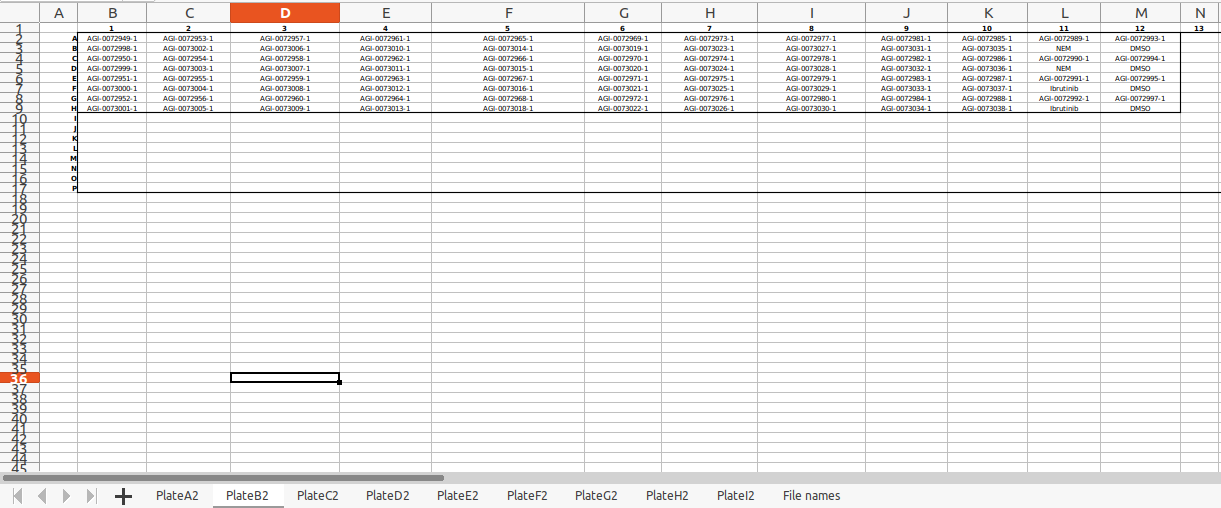 A B C D E F G H I J K L M N
1 1 2 3 4 5 6 7 8 9 10 11 12 13
2 A AGI-0072949-1 AGI-0072953-1 AGI-0072957-1 AGI-0072961-1 AGI-0072965-1 AGI-0072969-1 AGI-0072973-1 AGI-0072977-1 AGI-0072981-1 AGI-0072985-1 AGI-0072989-1 AGI-0072993-1
3 B AGI-0072998-1 AGI-0073002-1 AGI-0073006-1 AGI-0073010-1 AGI-0073014-1 AGI-0073019-1 AGI-0073023-1 AGI-0073027-1 AGI-0073031-1 AGI-0073035-1 NEM DMSO
4 C AGI-0072950-1 AGI-0072954-1 AGI-0072958-1 AGI-0072962-1 AGI-0072966-1 AGI-0072970-1 AGI-0072974-1 AGI-0072978-1 AGI-0072982-1 AGI-0072986-1 AGI-0072990-1 AGI-0072994-1
5 D AGI-0072999-1 AGI-0073003-1 AGI-0073007-1 AGI-0073011-1 AGI-0073015-1 AGI-0073020-1 AGI-0073024-1 AGI-0073028-1 AGI-0073032-1 AGI-0073036-1 NEM DMSO
6 E AGI-0072951-1 AGI-0072955-1 AGI-0072959-1 AGI-0072963-1 AGI-0072967-1 AGI-0072971-1 AGI-0072975-1 AGI-0072979-1 AGI-0072983-1 AGI-0072987-1 AGI-0072991-1 AGI-0072995-1
7 F AGI-0073000-1 AGI-0073004-1 AGI-0073008-1 AGI-0073012-1 AGI-0073016-1 AGI-0073021-1 AGI-0073025-1 AGI-0073029-1 AGI-0073033-1 AGI-0073037-1 Ibrutinib DMSO
8 G AGI-0072952-1 AGI-0072956-1 AGI-0072960-1 AGI-0072964-1 AGI-0072968-1 AGI-0072972-1 AGI-0072976-1 AGI-0072980-1 AGI-0072984-1 AGI-0072988-1 AGI-0072992-1 AGI-0072997-1
9 H AGI-0073001-1 AGI-0073005-1 AGI-0073009-1 AGI-0073013-1 AGI-0073018-1 AGI-0073022-1 AGI-0073026-1 AGI-0073030-1 AGI-0073034-1 AGI-0073038-1 Ibrutinib DMSO
10 I
11 J
12 K
13 L
14 M
15 N
16 O
17 P
18
19
20
21
22
23
24
25
26
27
28
29
30
31
32
33
34
35
36
37
38
39
40
41
42
43
44
45
PlateA2 PlateB2 PlateC2 PlateD2 PlateE2 PlateF2 PlateG2 PlateH2 PlateI2 File names